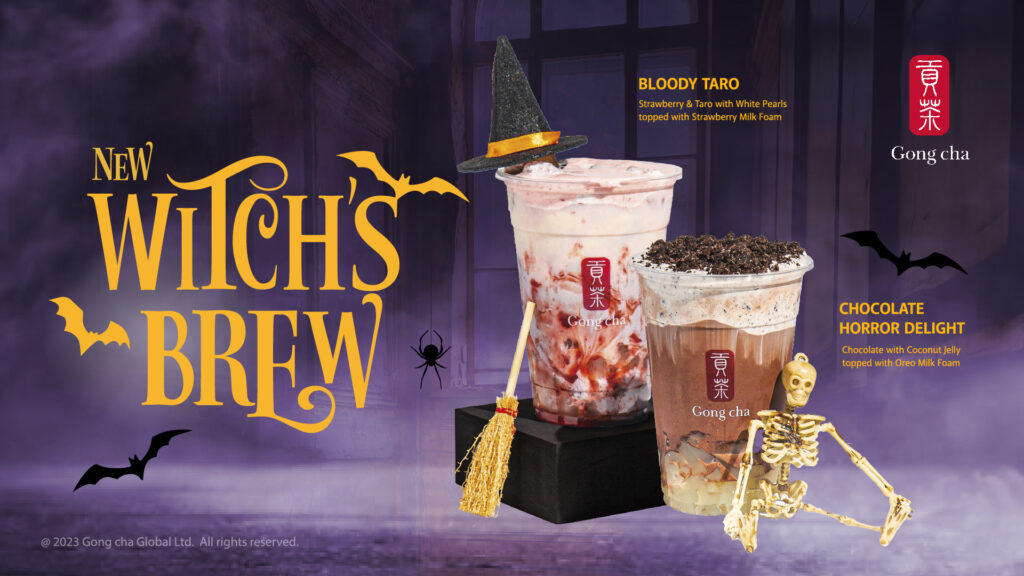 NEW
WITCH'S
BREW
BLOODY TARO
Strawberry & Taro with White Pearls
topped with Strawberry Milk Foam
貢茶
Gong cha
貢茶
Gong cha
貢茶
Gong cha
CHOCOLATE
HORROR DELIGHT
Chocolate with Coconut Jelly
topped with Oreo Milk Foam
@ 2023 Gong cha Global Ltd. All rights reserved.